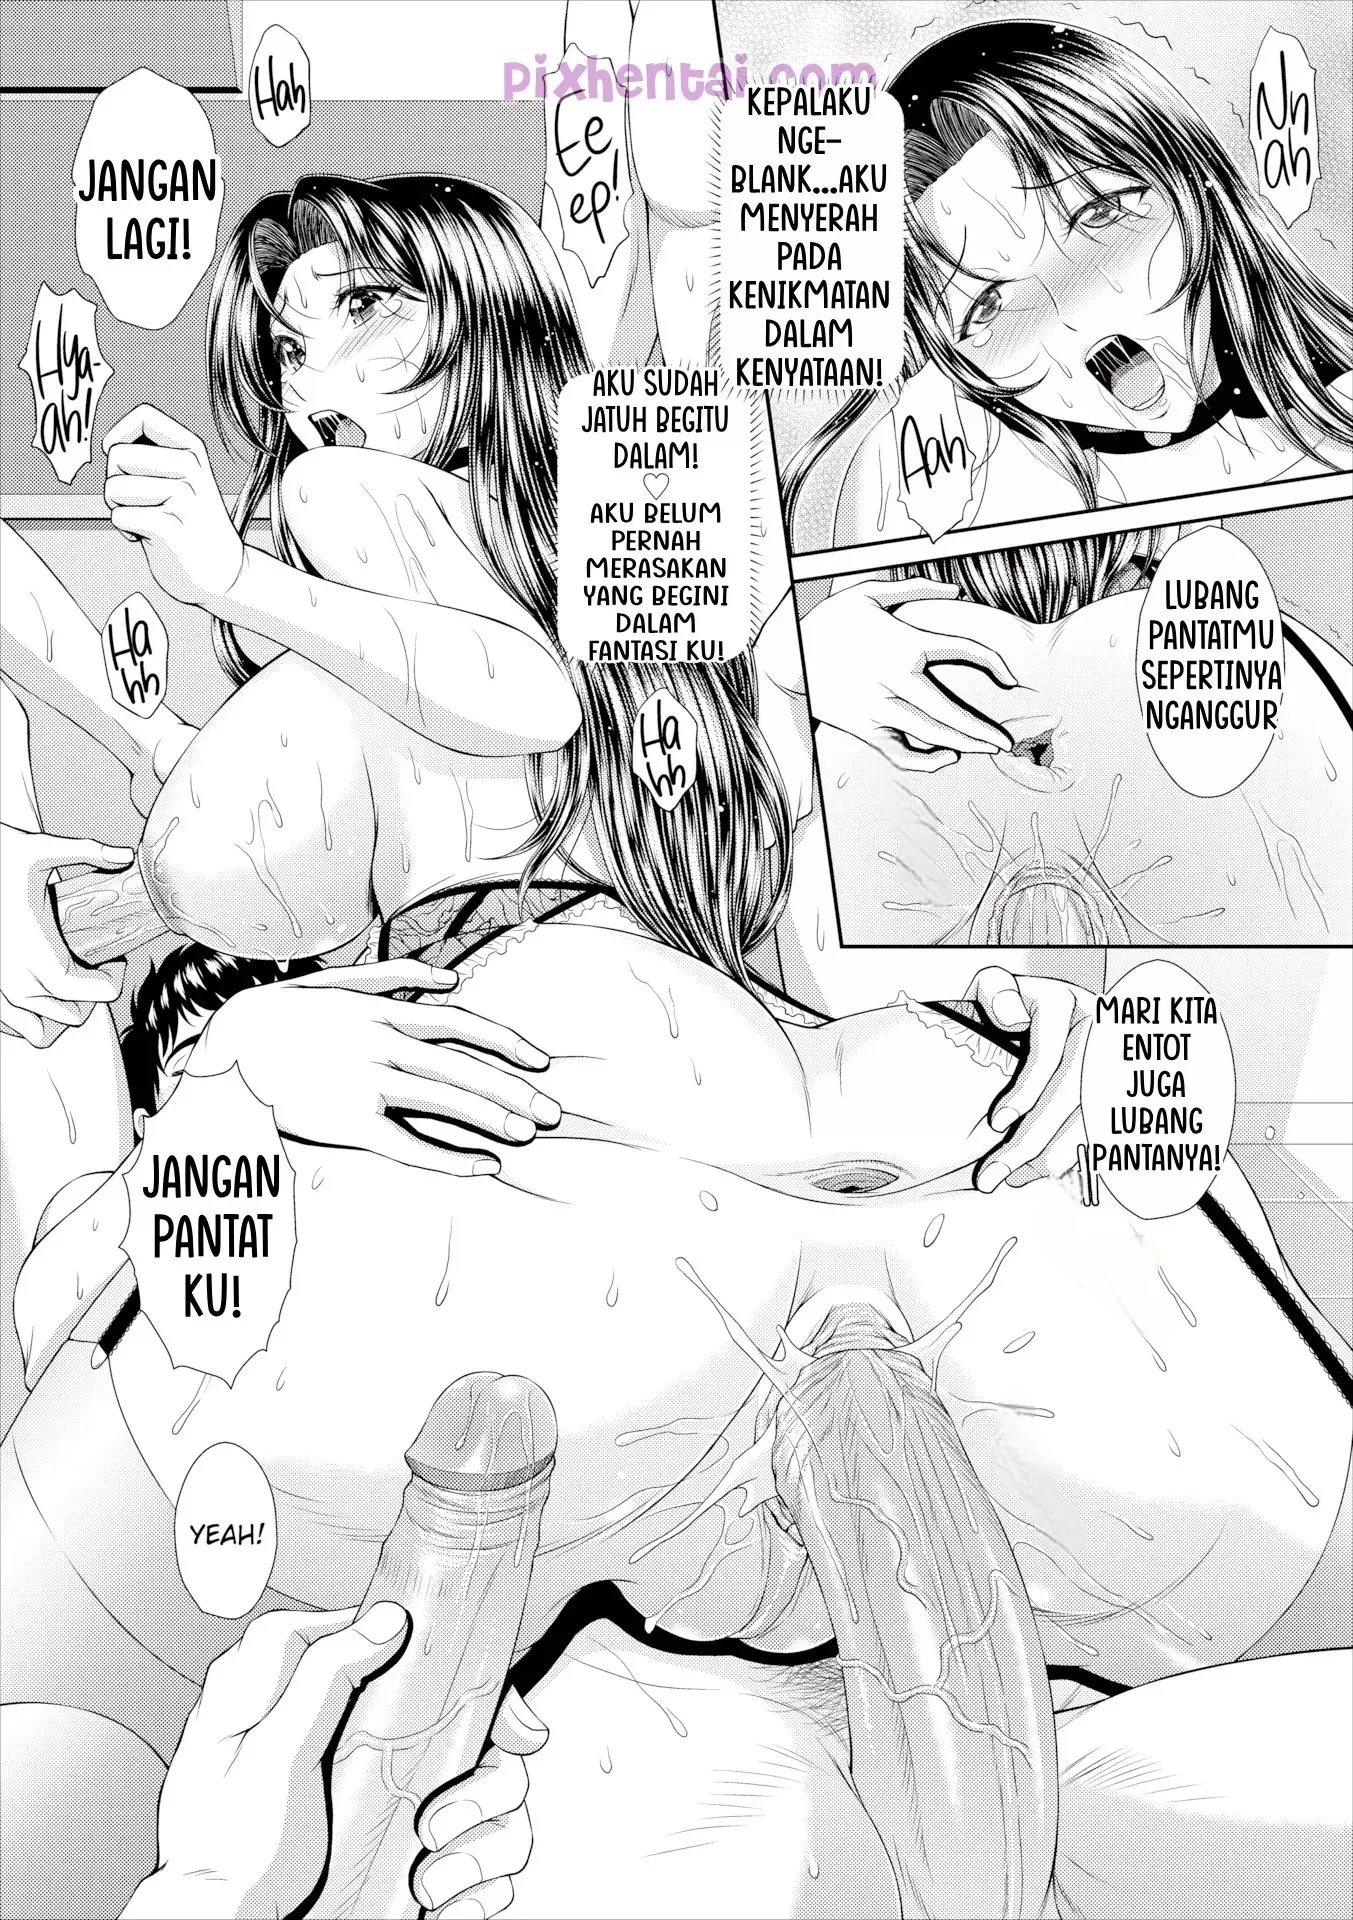 pixhentai.com
Nn
ah
KEPALAKU
NGE-
BLANK...AKU
MENYERAH
PADA
KENIKMATAN
DALAM
KENYATAAN!
Aah
Ee
ep!
Hah
JANGAN
LAGI!
Hya-
ah!
AKU SUDAH
JATUH BEGITU
DALAM!
♡
AKU BELUM
PERNAH
MERASAKAN
YANG BEGINI
DALAM
FANTASI KU!
Ha
hh
Ha
hh
LUBANG
PANTATMU
SEPERTINYA
NGANGGUR
MARI KITA
ENTOT
JUGA
LUBANG
PANTANYA!
JANGAN
PANTAT
KU!
YEAH!